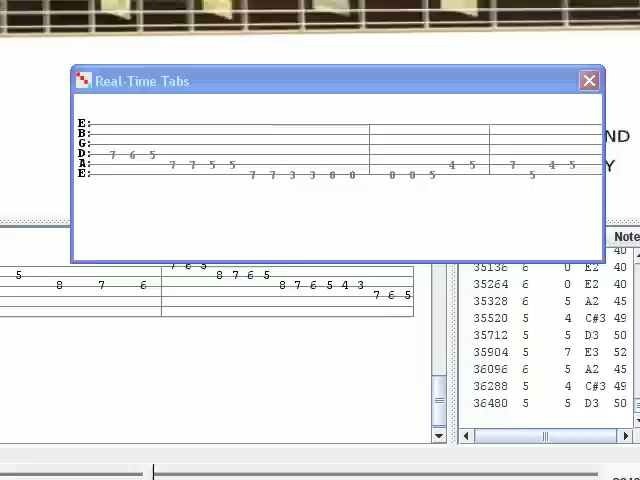 Real-Time Tabs
E:
B:
G:
D: 7 6 5
A: 7 7 5 5 4 5 7 4 5
E: 7 7 3 3 0 0 0 0 5 5
ND
Y
Note
40
7 6 5
5 8 7 6 5
8 7 6 8 7 6 5 4 3
7 6 5
35136 6 0 E2 40
35264 6 0 E2 40
35328 6 5 A2 45
35520 5 4 C#3 49
35712 5 5 D3 50
35904 5 7 E3 52
36096 6 5 A2 45
36288 5 4 C#3 49
36480 5 5 D3 50